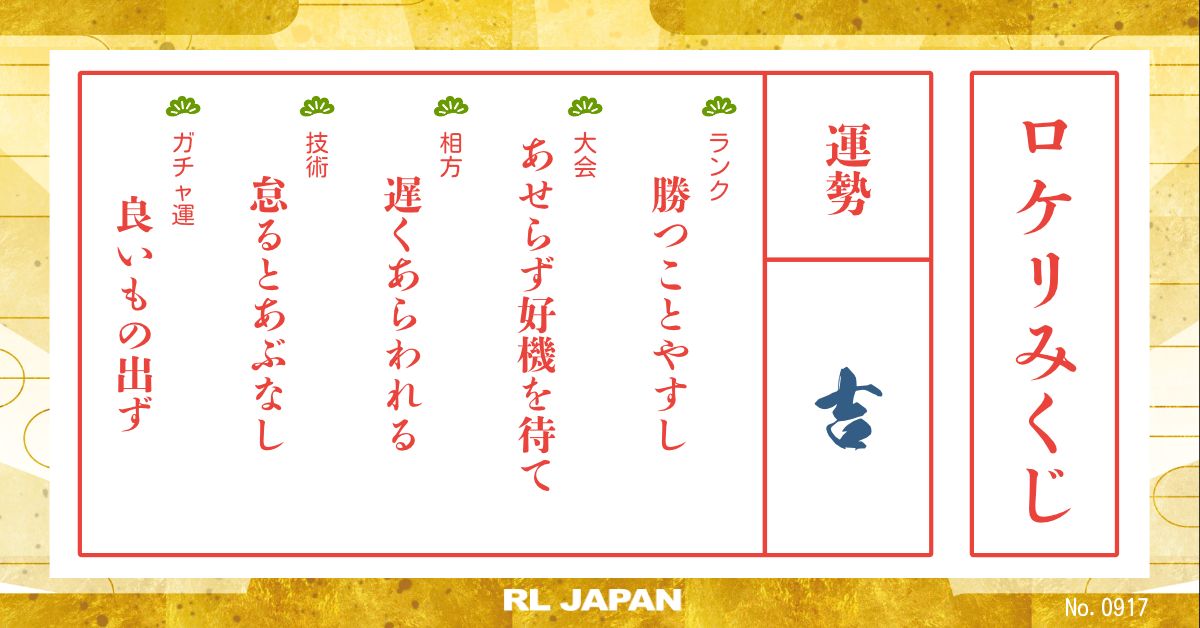 ロケリみくじ
運勢
吉
ランク
勝つことやすし
大会
あせらず好機を待て
相方
遅くあらわれる
技術
怠るとあぶなし
ガチャ運
良いもの出ず
RL JAPAN
No. 0917